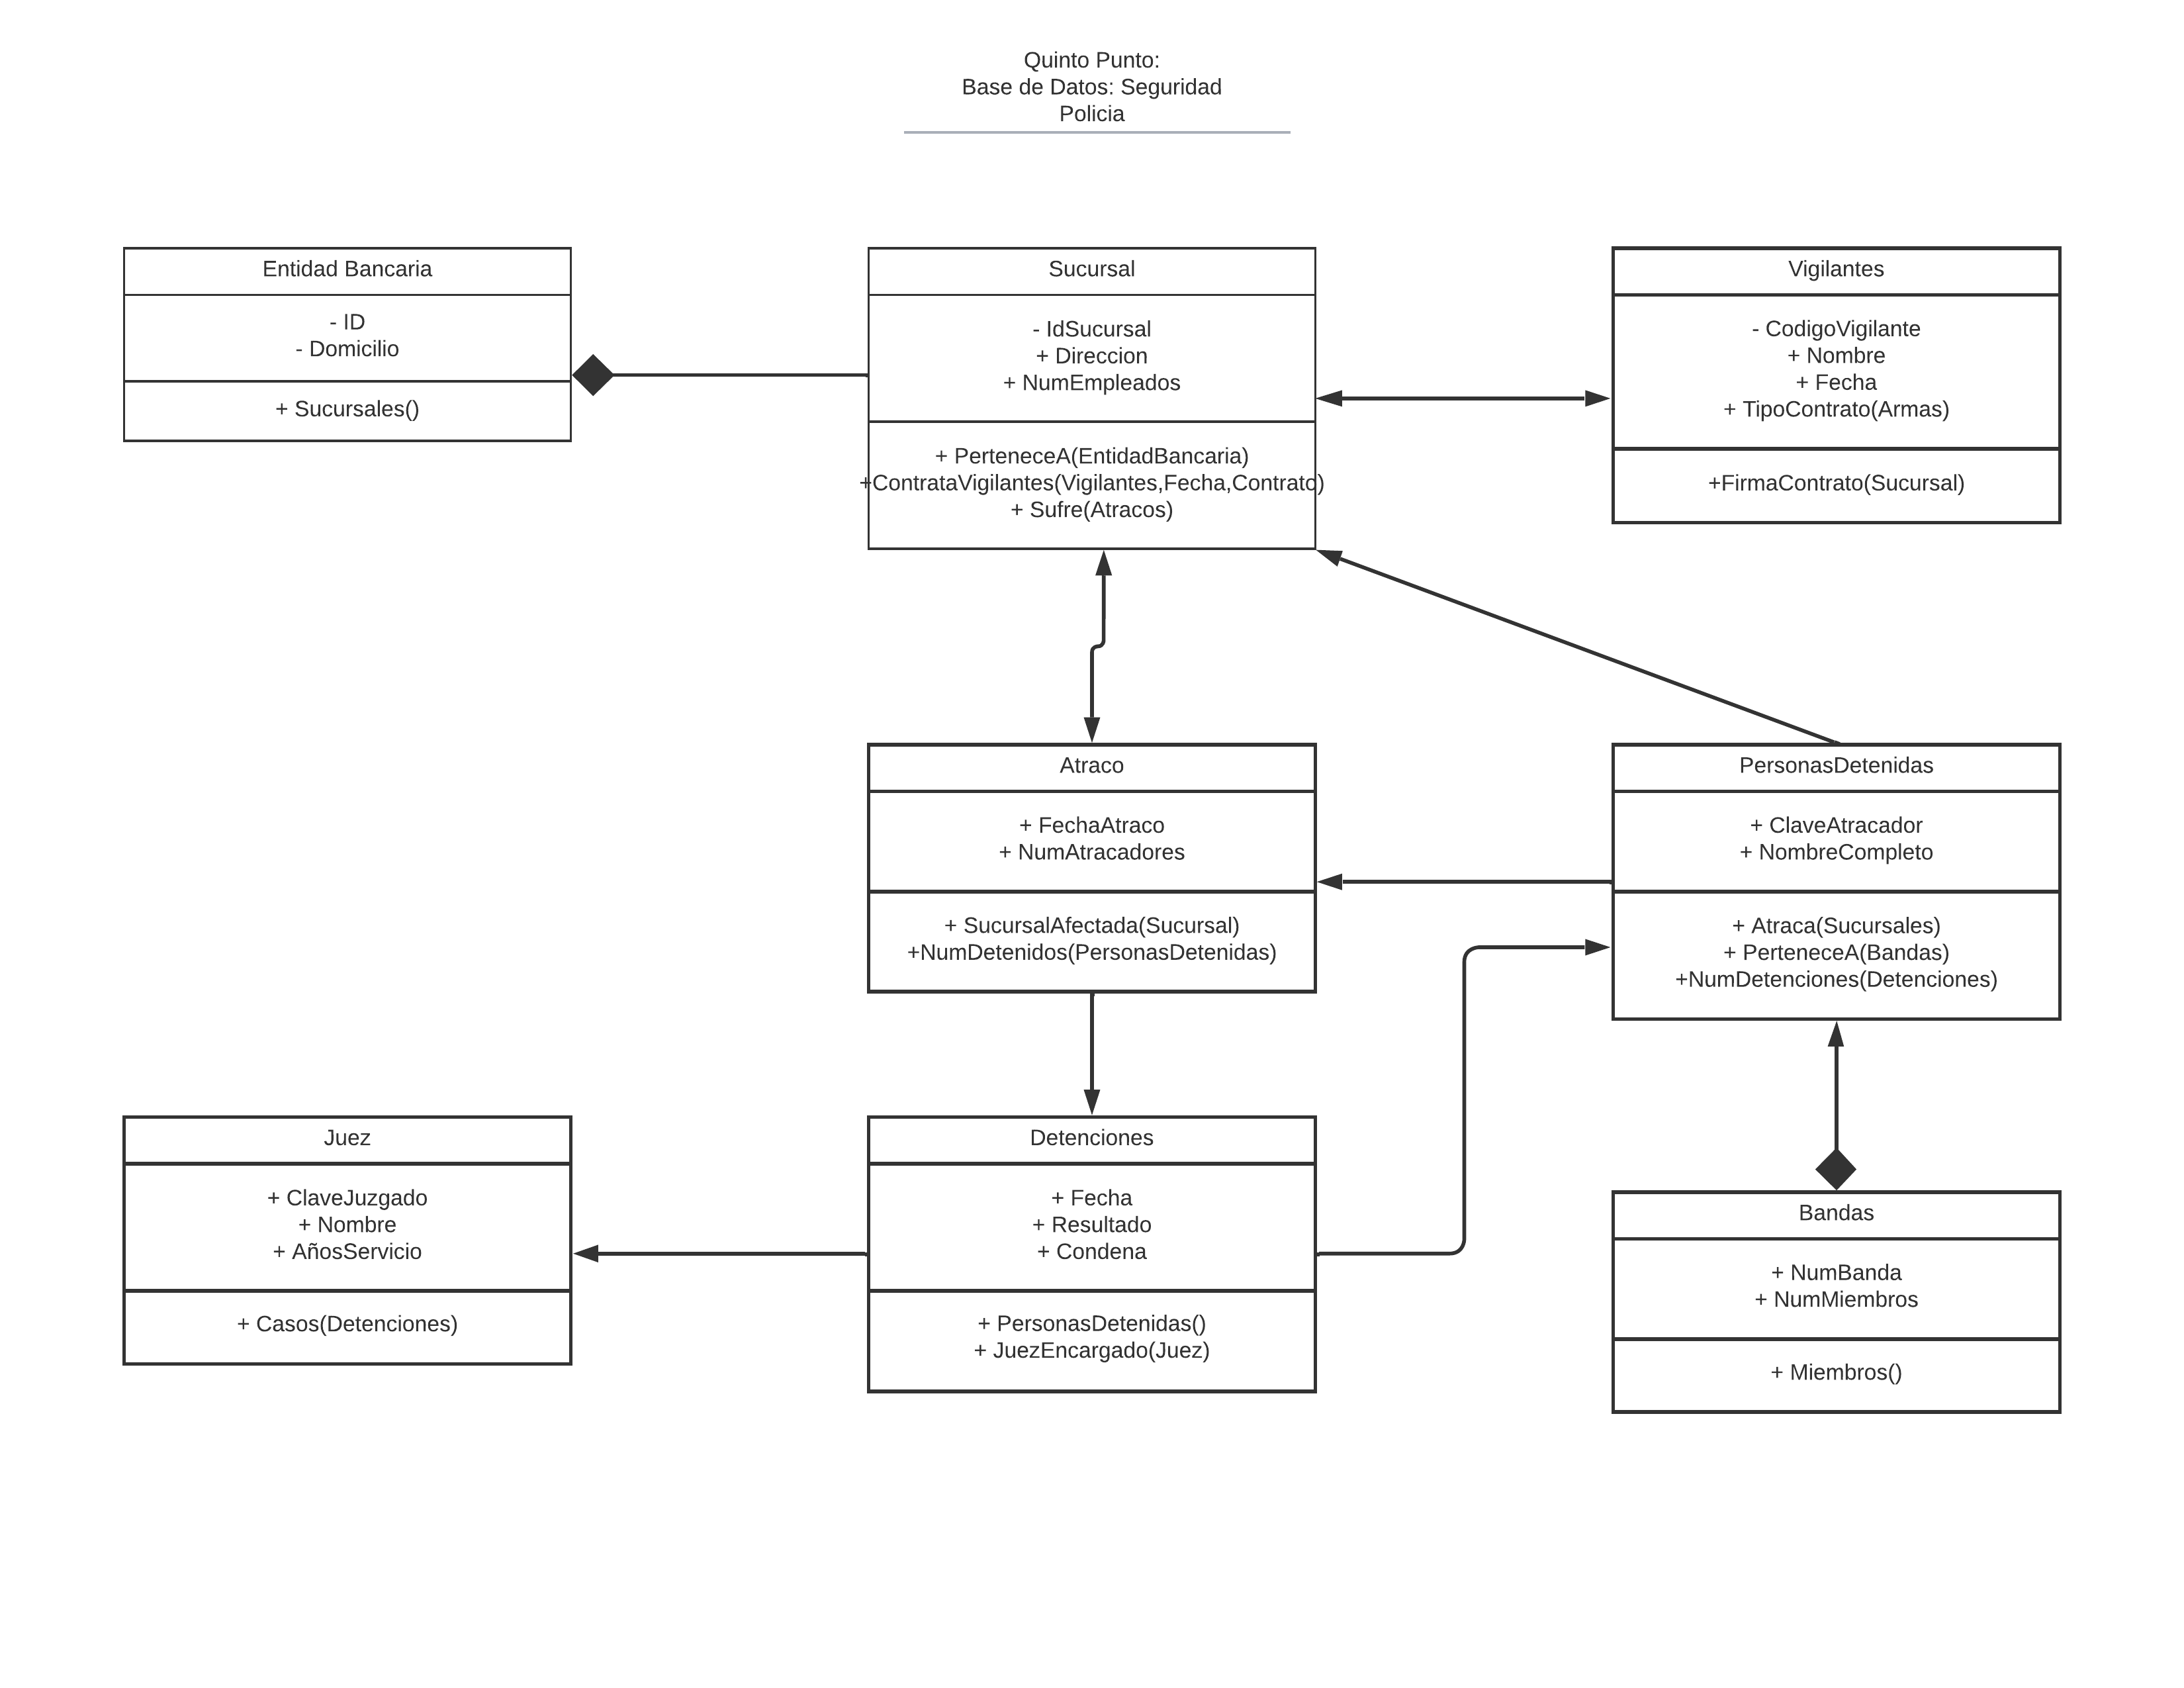 Quinto Punto:
Base de Datos: Seguridad
Policia
Entidad Bancaria
- ID
- Domicilio
+ Sucursales()
Sucursal
- IdSucursal
+ Direccion
+ NumEmpleados
+ PerteneceA(EntidadBancaria)
+ContrataVigilantes(Vigilantes,Fecha,Contrato)
+ Sufre(Atracos)
Vigilantes
- CodigoVigilante
+ Nombre
+ Fecha
+ TipoContrato(Armas)
+FirmaContrato(Sucursal)
Atraco
+ FechaAtraco
+ NumAtracadores
+ SucursalAfectada(Sucursal)
+NumDetenidos(PersonasDetenidas)
PersonasDetenidas
+ ClaveAtracador
+ NombreCompleto
+ Atraca(Sucursales)
+ PerteneceA(Bandas)
+NumDetenciones(Detenciones)
Juez
+ ClaveJuzgado
+ Nombre
+ AñosServicio
+ Casos(Detenciones)
Detenciones
+ Fecha
+ Resultado
+ Condena
+ PersonasDetenidas()
+ JuezEncargado(Juez)
Bandas
+ NumBanda
+ NumMiembros
+ Miembros()